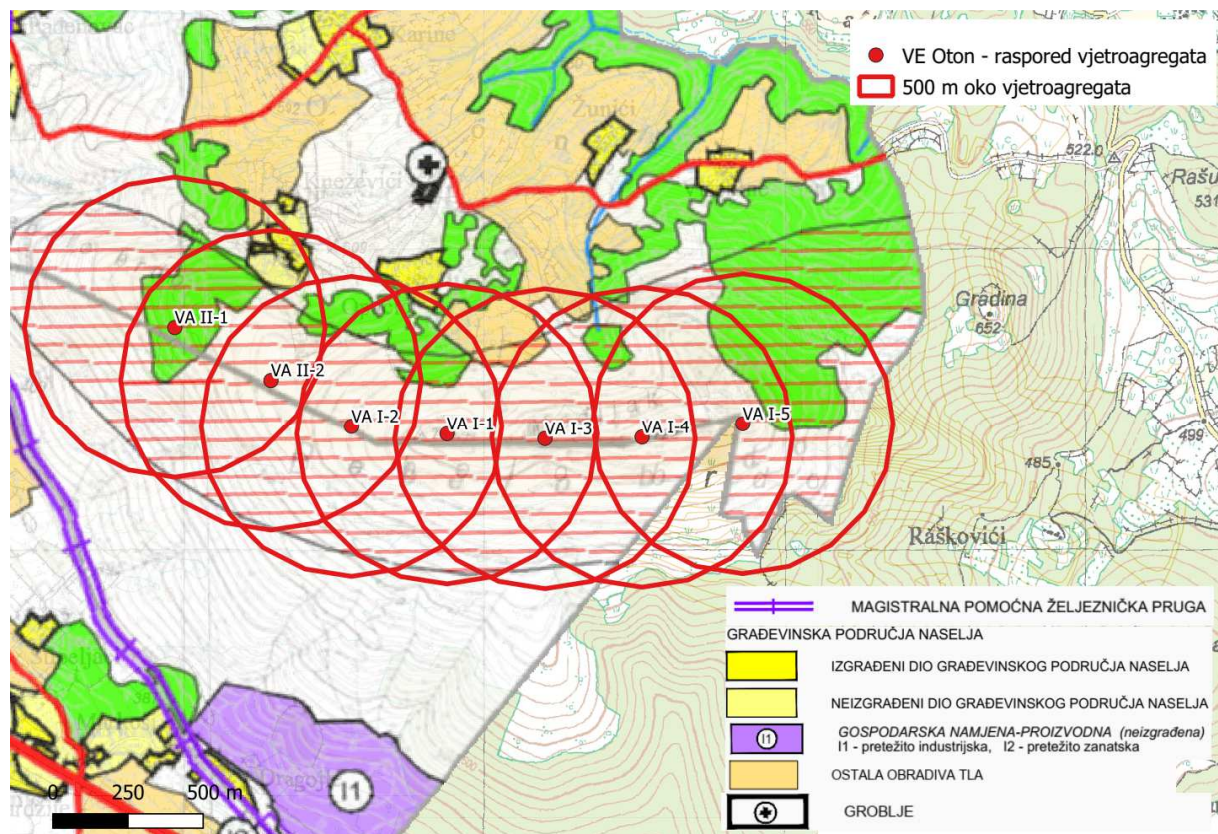 VE Oton - raspored vjetroagregata
500 m oko vjetroagregata
Karino
Žunići
Kneževići
522.0
Rašu
531
Gradina
652
VA II-1
VA II-2
VA I-2
VA I-1
VA I-3
VA I-4
VA I-5
499
485
r
Raškovići
MAGISTRALNA POMOĆNA ŽELJEZNIČKA PRUGA
GRAĐEVINSKA PODRUČJA NASELJA
IZGRAĐENI DIO GRAĐEVINSKOG PODRUČJA NASELJA
NEIZGRAĐENI DIO GRAĐEVINSKOG PODRUČJA NASELJA
I1
GOSPODARSKA NAMJENA-PROIZVODNA (neizgrađena)
I1 - pretežito industrijska, I2 - pretežito zanatska
OSTALA OBRADIVA TLA
GROBLJE
I1
0 250 500 m